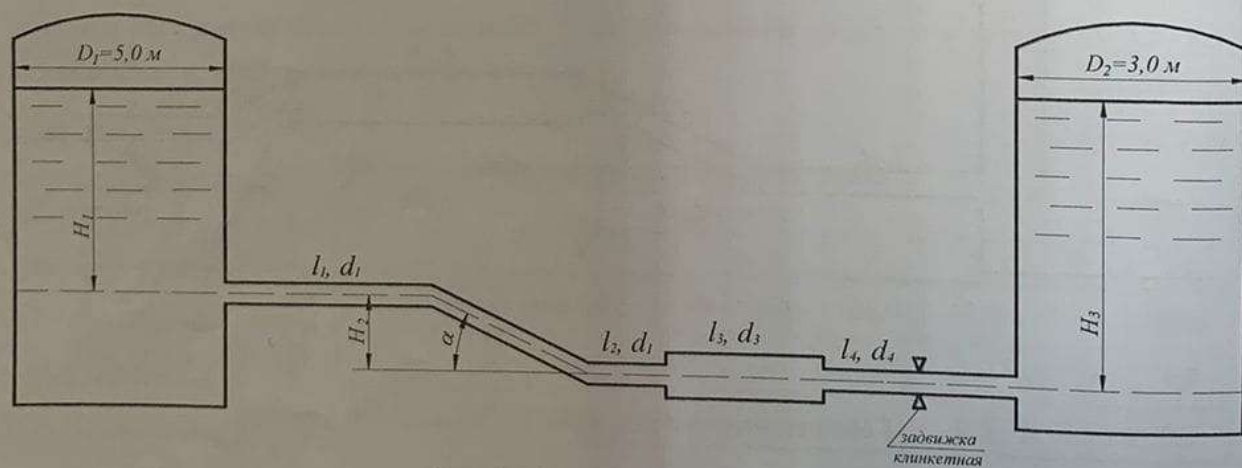 D₁=5,0 м
D₂=3,0 м
H₁
l₁, d₁
H₂
α
l₂, d₁
l₃, d₃
l₄, d₄
H₃
задвижка
клинкетная